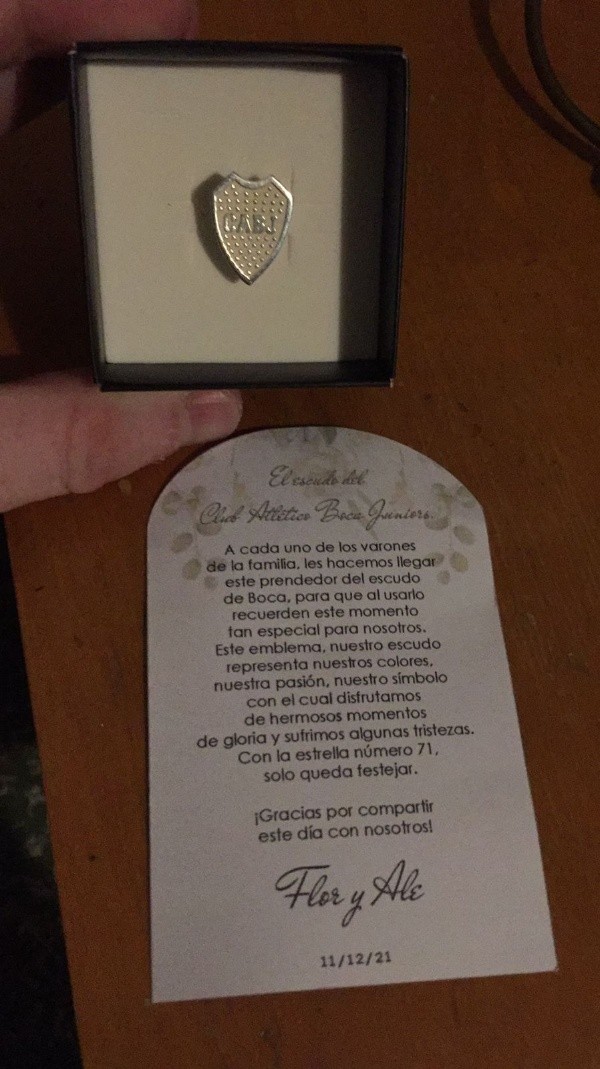 CABJ
El escudo del
Club Atlético Boca Juniors
A cada uno de los varones
de la familia, les hacemos llegar
este prendedor del escudo
de Boca, para que al usarlo
recuerden este momento
tan especial para nosotros.
Este emblema, nuestro escudo
representa nuestros colores,
nuestra pasión, nuestro símbolo
con el cual disfrutamos
de hermosos momentos
de gloria y sufrimos algunas tristezas.
Con la estrella número 71,
solo queda festejar.
¡Gracias por compartir
este día con nosotros!
Flor y Ale
11/12/21